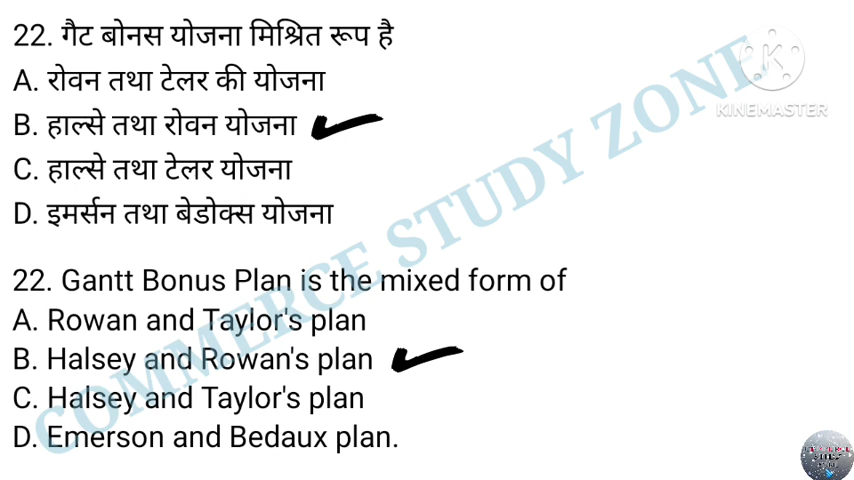 22. गैट बोनस योजना मिश्रित रूप है
A. रोवन तथा टेलर की योजना
B. हाल्से तथा रोवन योजना
C. हाल्से तथा टेलर योजना
D. इमर्सन तथा बेडोक्स योजना
22. Gantt Bonus Plan is the mixed form of
A. Rowan and Taylor's plan
B. Halsey and Rowan's plan
C. Halsey and Taylor's plan
D. Emerson and Bedaux plan.
COMMERCE STUDY ZONE
K
KINEMASTER